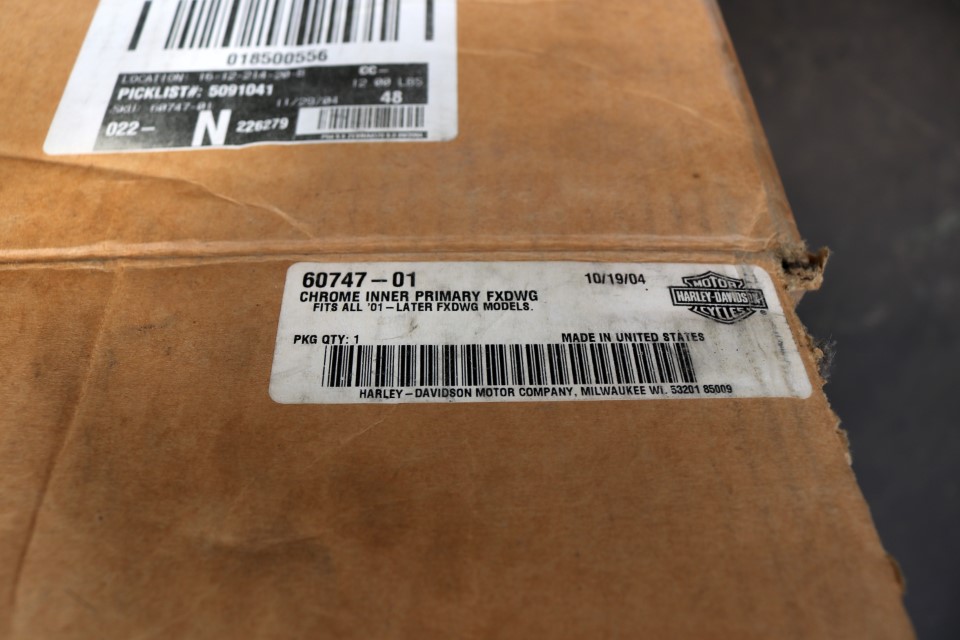 018500556
LOCATION: 16-12-214-20-B
CC-
PICKLIST#: 5091041
12.00 LBS
SKU: 60747-01
11/29/04
48
022-
N
226279
60747-01
10/19/04
CHROME INNER PRIMARY FXDWG
FITS ALL '01-LATER FXDWG MODELS.
MOTOR
HARLEY-DAVIDSON
CYCLES
PKG QTY: 1
MADE IN UNITED STATES
HARLEY-DAVIDSON MOTOR COMPANY, MILWAUKEE WI. 53201 85009